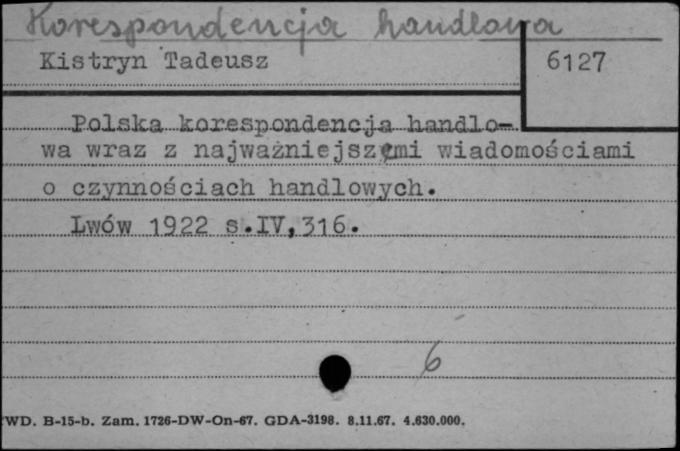 Korespondencja handlowa
Kistryn Tadeusz
6127
Polska korespondencja handlo-
wa wraz z najważniejszymi wiadomościami
o czynnościach handlowych.
Lwów 1922 s.IV,316.
6
WD. B-15-b. Zam. 1726-DW-On-67. GDA-3198. 8.11.67. 4.630.000.